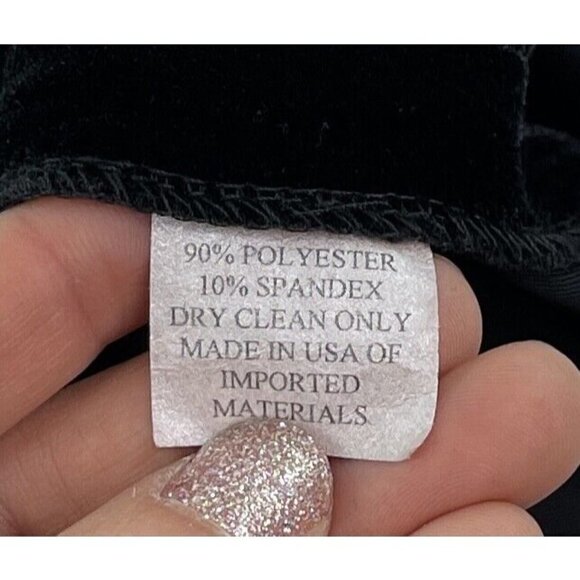 90% POLYESTER
10% SPANDEX
DRY CLEAN ONLY
MADE IN USA OF
IMPORTED
MATERIALS